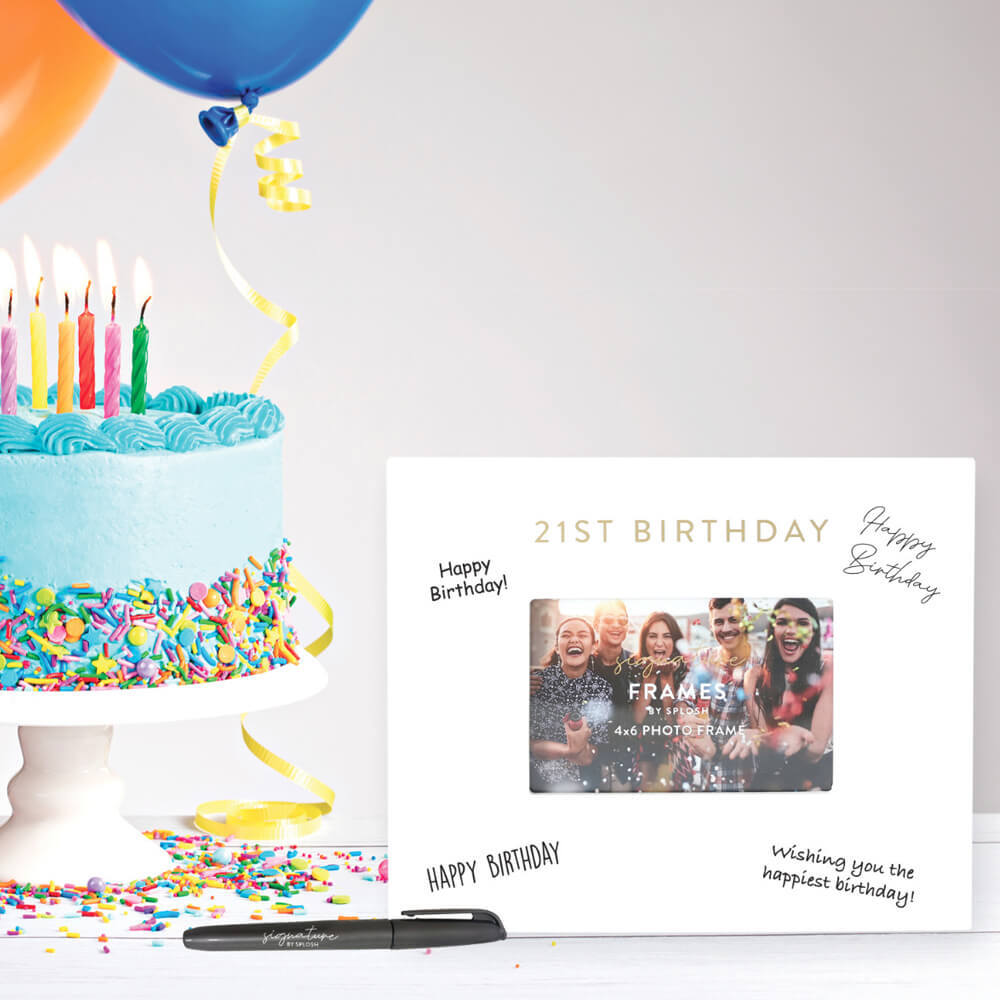 21ST BIRTHDAY
Happy
Birthday
Happy
Birthday!
signature
FRAMES
BY SPLOSH
4x6 PHOTO FRAME
HAPPY BIRTHDAY
Wishing you the
happiest birthday!
signature
BY SPLOSH